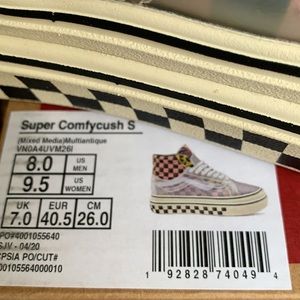 Super Comfycush S
(Mixed Media)Multiantique
VN0A4UVM26I
8.0 US MEN
9.5 US WOMEN
UK EUR CM
7.0 40.5 26.0
PO#4001055640
SJV - 04/20
CPSIA PO/CUT#
00105564000010
1 92828 74049 4